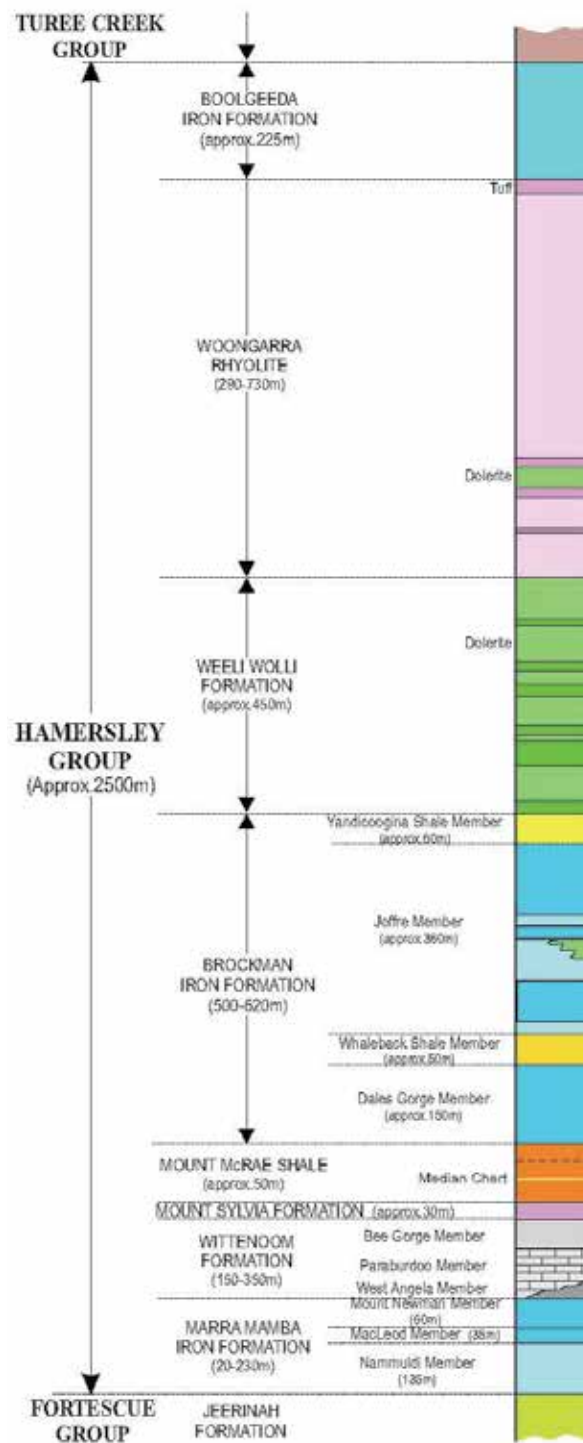 TUREE CREEK
GROUP
BOOLGEEDA
IRON FORMATION
(approx.225m)
Tuff
WOONGARRA
RHYOLITE
(290-730m)
Dolerite
WEELI WOLLI
FORMATION
(approx.450m)
Dolerite
HAMERSLEY
GROUP
(Approx.2500m)
Yandicoogina Shale Member
(approx.60m)
Joffre Member
(approx.360m)
BROCKMAN
IRON FORMATION
(500-620m)
Whaleback Shale Member
(approx.50m)
Dales Gorge Member
(approx.150m)
MOUNT McRAE SHALE
(approx.50m)
Median Chert
MOUNT SYLVIA FORMATION (approx.30m)
Bee Gorge Member
WITTENOOM
FORMATION
(150-350m)
Paraburdoo Member
West Angela Member
Mount Newman Member
(60m)
MARRA MAMBA
IRON FORMATION
(20-230m)
MacLeod Member (35m)
Nammuldi Member
(135m)
FORTESCUE
GROUP
JEERINAH
FORMATION